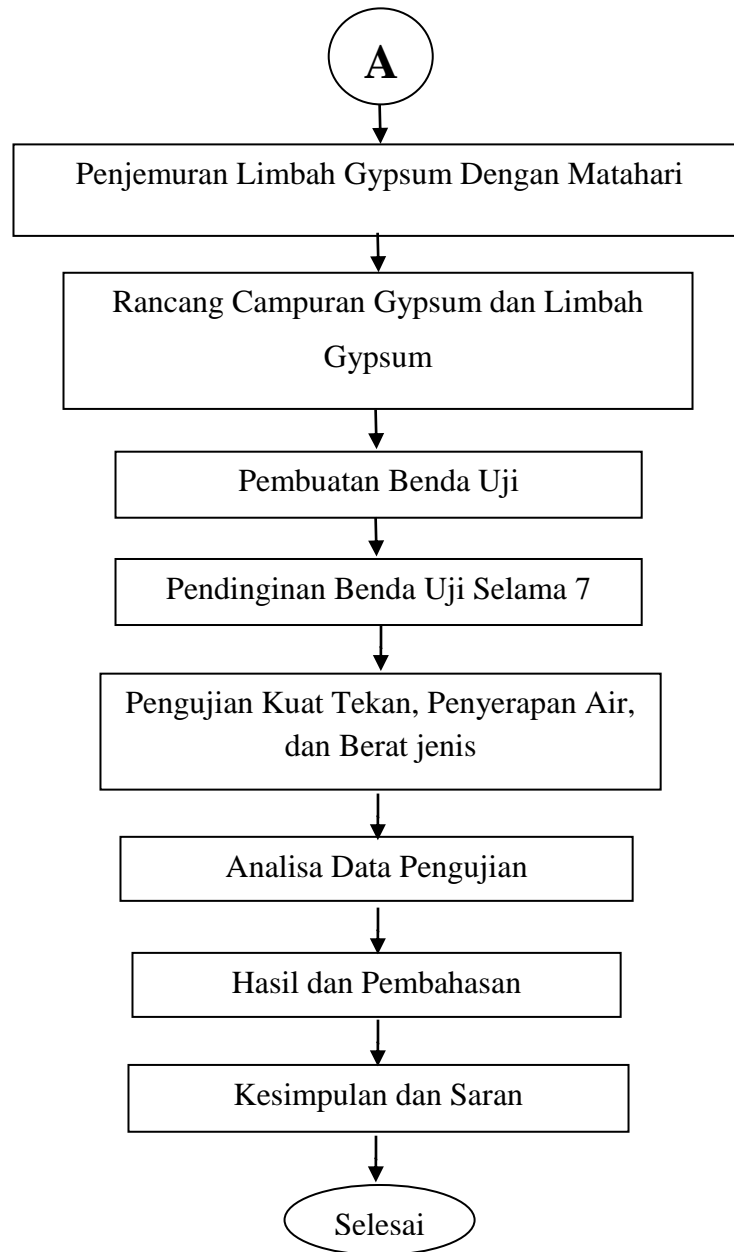 A
Penjemuran Limbah Gypsum Dengan Matahari
Rancang Campuran Gypsum dan Limbah
Gypsum
Pembuatan Benda Uji
Pendinginan Benda Uji Selama 7
Pengujian Kuat Tekan, Penyerapan Air,
dan Berat jenis
Analisa Data Pengujian
Hasil dan Pembahasan
Kesimpulan dan Saran
Selesai